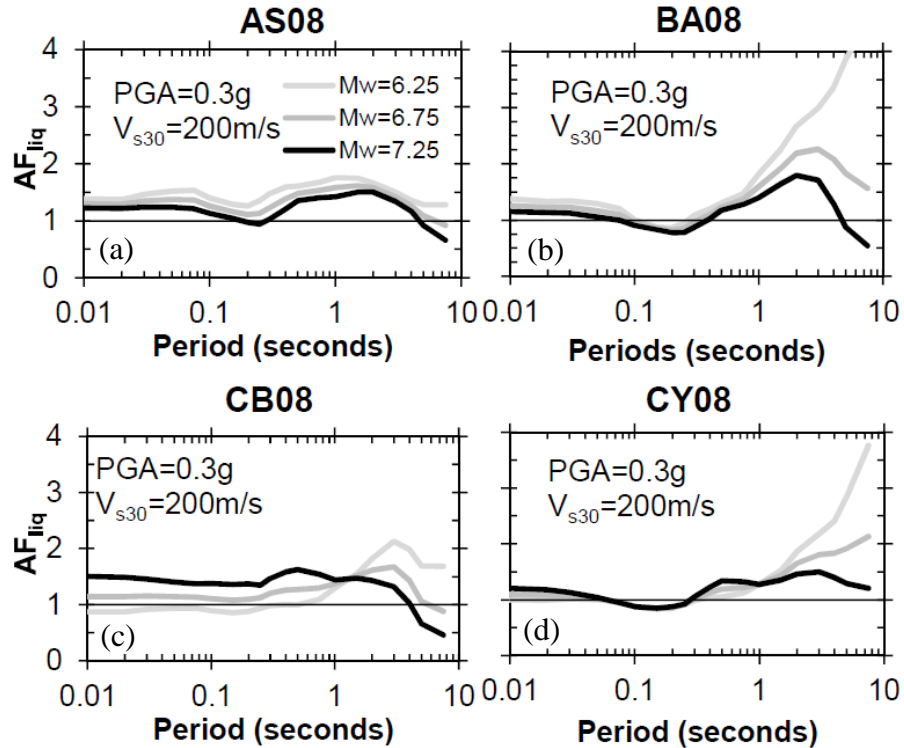 AS08
4
3
2
1
0
AF_liq
PGA=0.3g
V_s30=200m/s
Mw=6.25
Mw=6.75
Mw=7.25
(a)
0.01 0.1 1 10
Period (seconds)
BA08
PGA=0.3g
V_s30=200m/s
(b)
0.01 0.1 1 10
Periods (seconds)
CB08
4
3
2
1
0
AF_liq
PGA=0.3g
V_s30=200m/s
(c)
0.01 0.1 1 10
Period (seconds)
CY08
PGA=0.3g
V_s30=200m/s
(d)
0.01 0.1 1 10
Period (seconds)